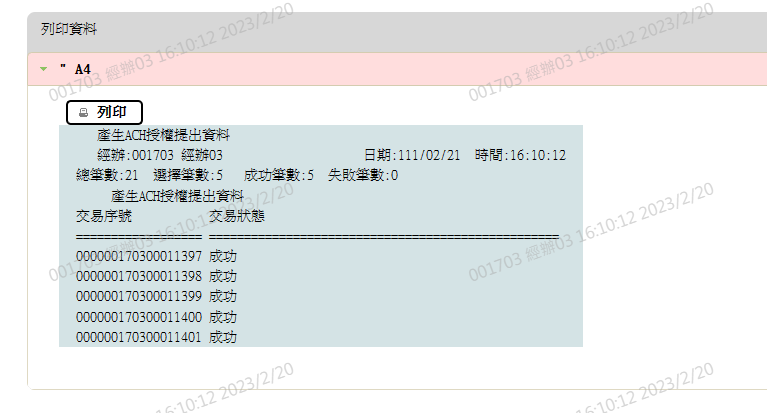 列印資料
" A4
列印
產生ACH授權提出資料
經辦:001703 經辦03 日期:111/02/21 時間:16:10:12
總筆數:21 選擇筆數:5 成功筆數:5 失敗筆數:0
產生ACH授權提出資料
交易序號 交易狀態
================== ==================================================
000000170300011397 成功
000000170300011398 成功
000000170300011399 成功
000000170300011400 成功
000000170300011401 成功
001703 經辦03 16:10:12 2023/2/20
001703 經辦03 16:10:12 2023/2/20
001703 經辦03 16:10:12 2023/2/20
001703 經辦03 16:10:12 2023/2/20
16:10:12 2023/2/20
16:10:12 2023/2/20